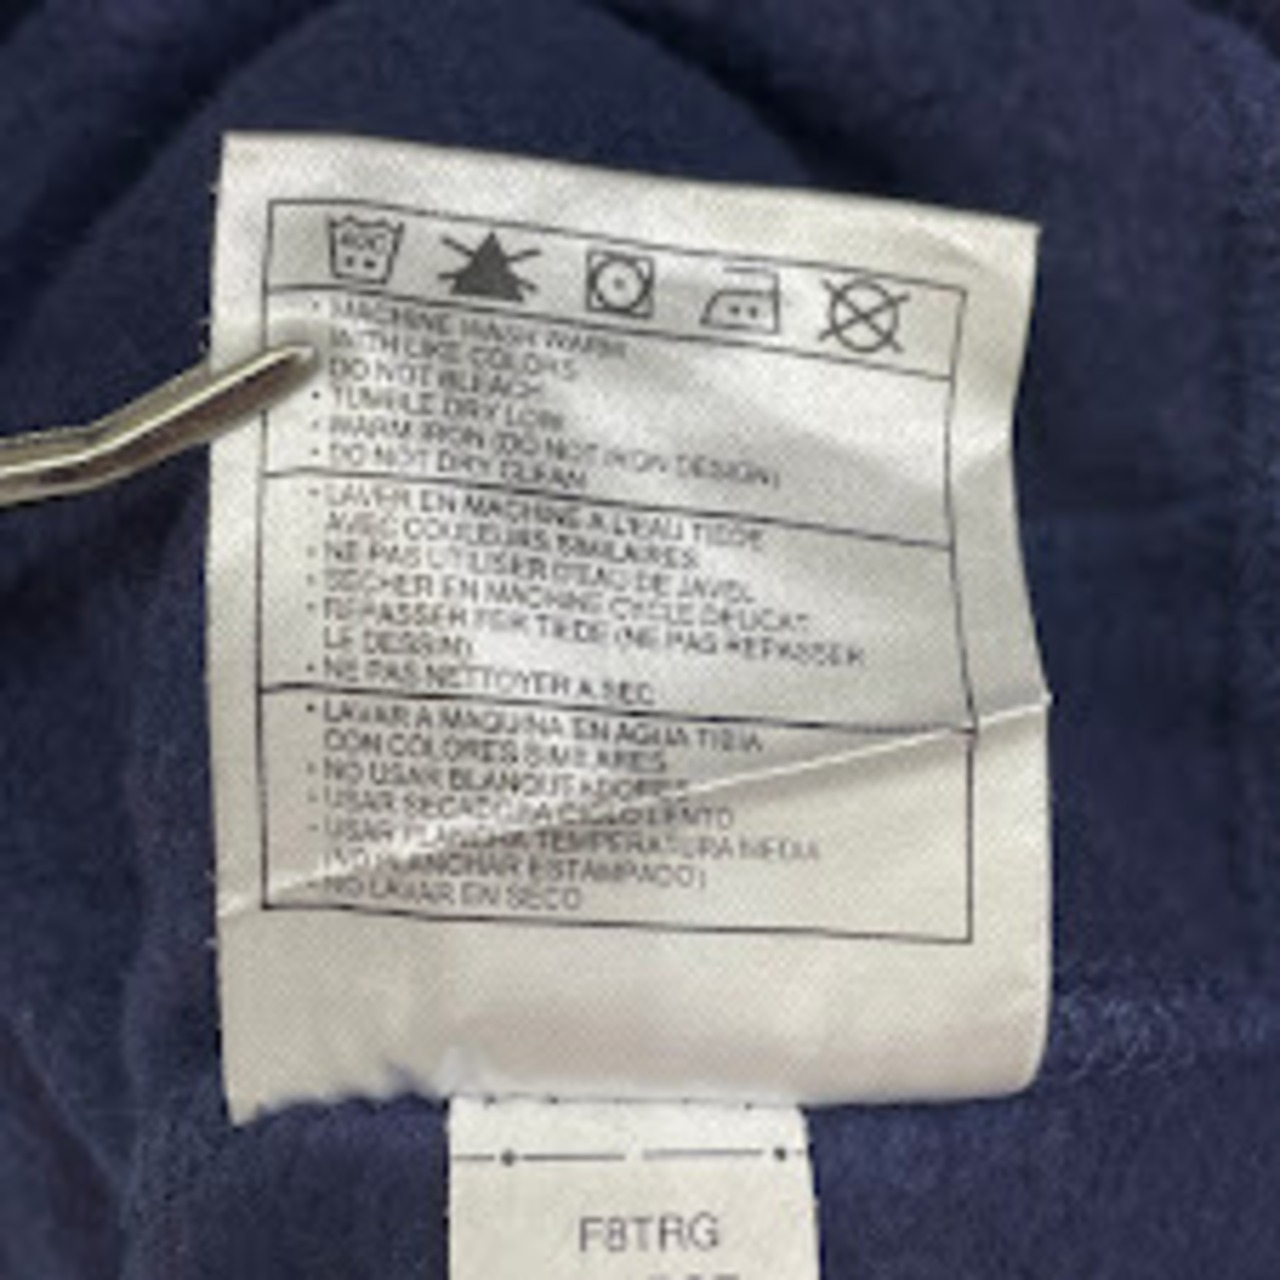 40C
• MACHINE WASH WARM
WITH LIKE COLORS
• DO NOT BLEACH
• TUMBLE DRY LOW
• WARM IRON (DO NOT IRON DESIGN)
• DO NOT DRY CLEAN
• LAVER EN MACHINE A L'EAU TIEDE
AVEC COULEURS SIMILAIRES
• NE PAS UTILISER D'EAU DE JAVEL
• SECHER EN MACHINE CYCLE DELICAT
• REPASSER FER TIEDE (NE PAS REPASSER
LE DESSIN)
• NE PAS NETTOYER A SEC
• LAVAR A MAQUINA EN AGUA TIBIA
CON COLORES SIMILARES
• NO USAR BLANQUEADORES
• USAR SECADORA CICLO LENTO
• USAR PLANCHA TEMPERATURA MEDIA
(NO PLANCHAR ESTAMPADO)
• NO LAVAR EN SECO
F8TRG